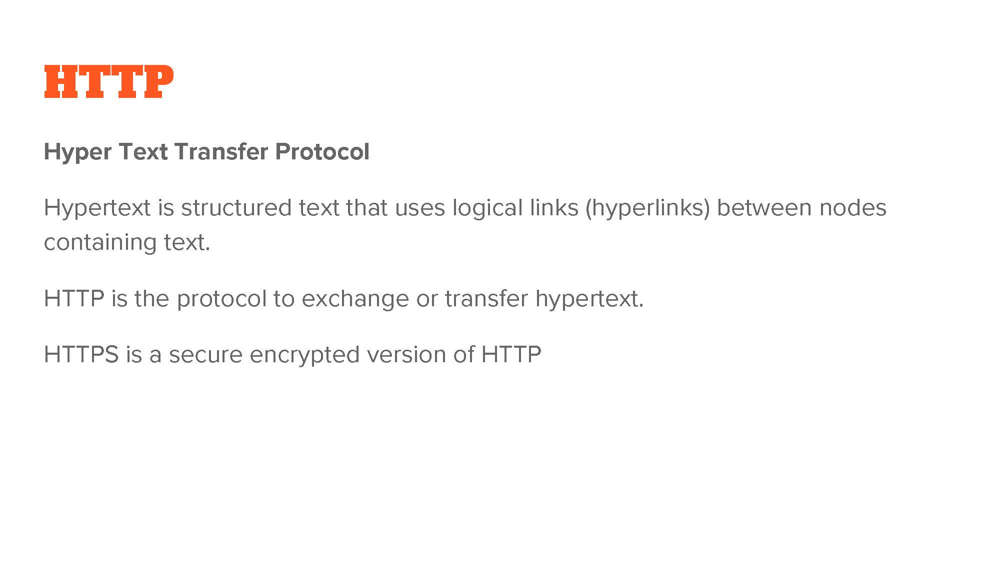 HTTP
Hyper Text Transfer Protocol
Hypertext is structured text that uses logical links (hyperlinks) between nodes
containing text.
HTTP is the protocol to exchange or transfer hypertext.
HTTPS is a secure encrypted version of HTTP